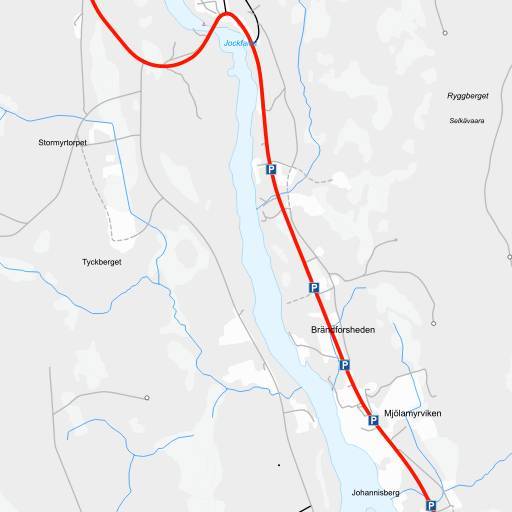 Jockfall
Ryggberget
Selkävaara
Stormyrtorpet
P
Tyckberget
P
Brändforsheden
P
Mjölamyrviken
P
Johannisberg
P